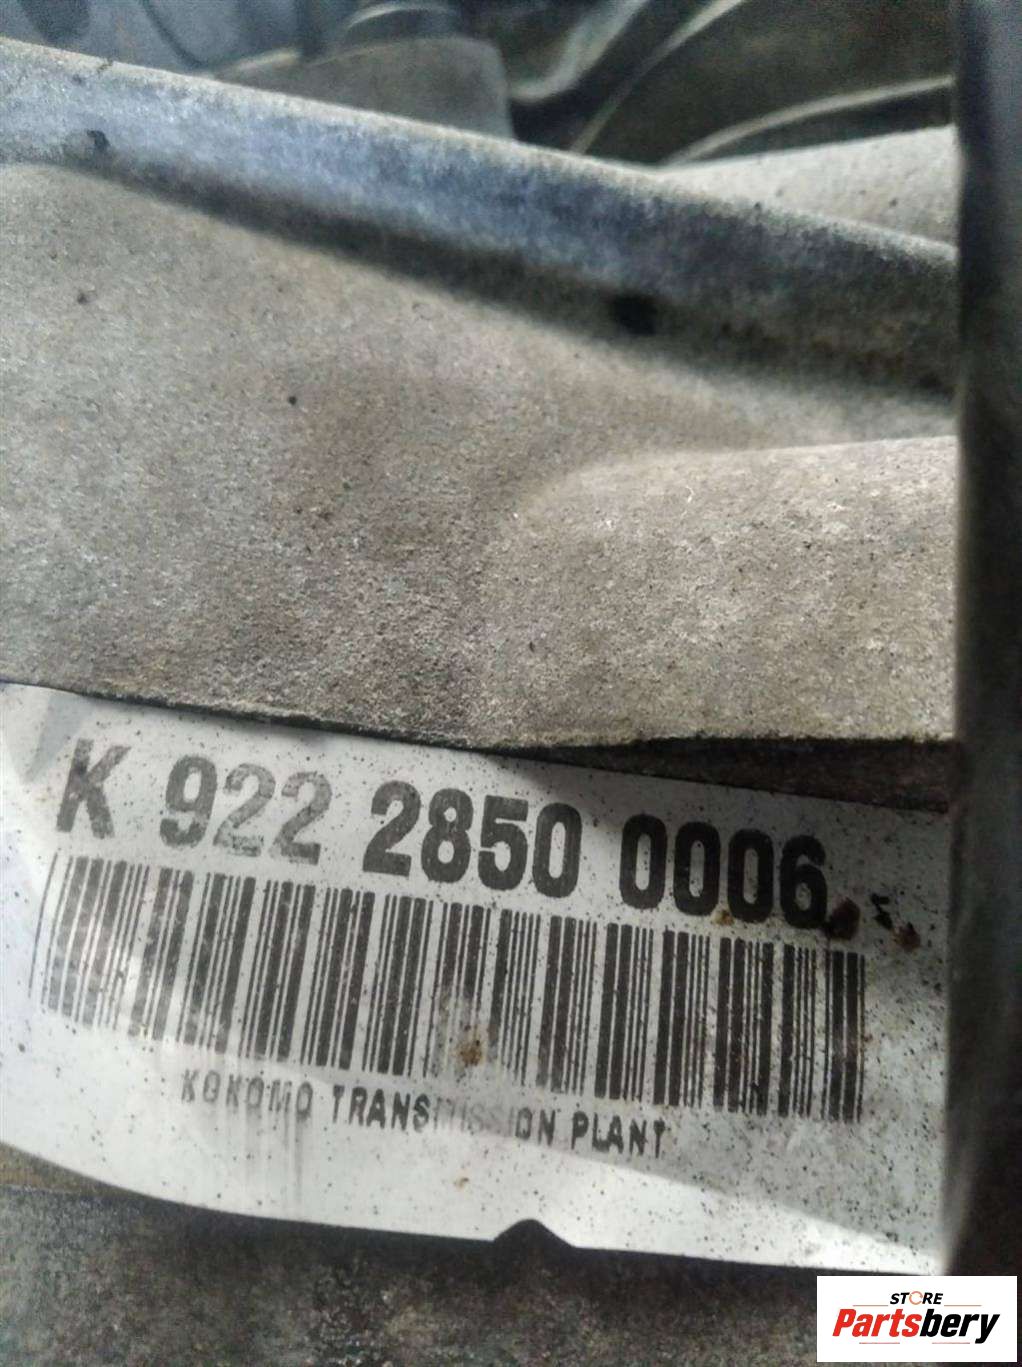 K 922 2850 0006
KOKOMO TRANSMISSION PLANT
STORE
Partsbery